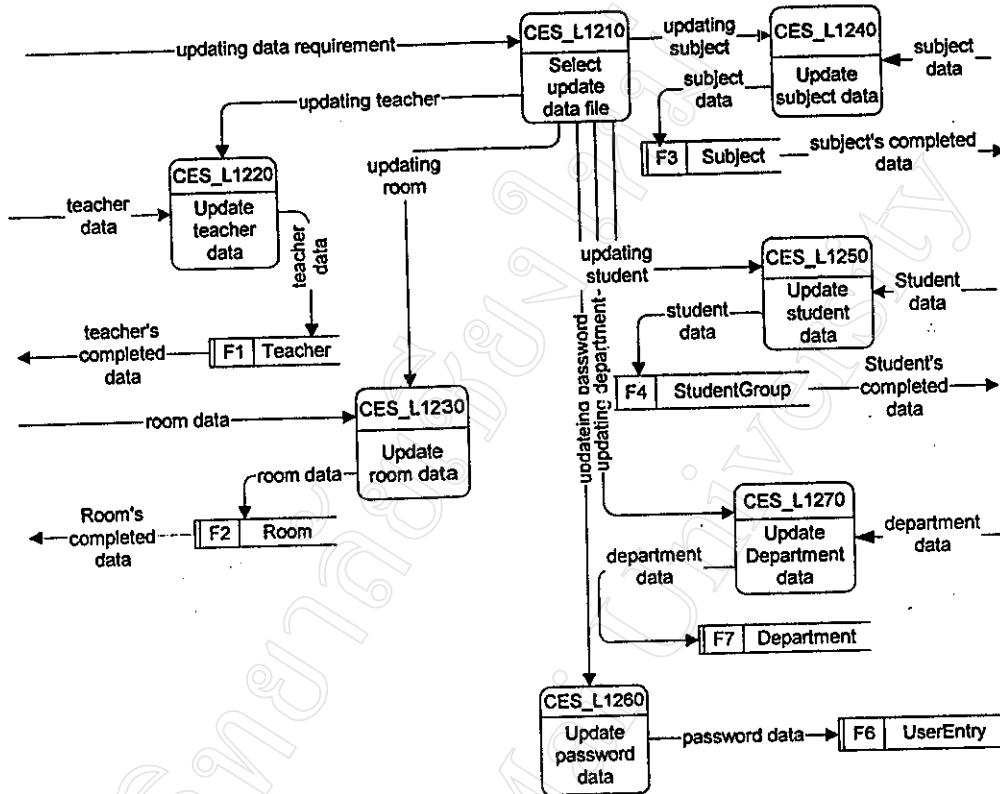 updating data requirement
CES_L1210
Select
update
data file
updating
subject
CES_L1240
Update
subject data
subject
data
subject
data
F3 Subject
subject's completed
data
updating teacher
CES_L1220
Update
teacher
data
teacher
data
teacher
data
updating
room
teacher's
completed
data
F1 Teacher
room data
CES_L1230
Update
room data
room data
Room's
completed
data
F2 Room
updating
student
CES_L1250
Update
student
data
Student
data
student
data
F4 StudentGroup
Student's
completed
data
updateing password
updating department
CES_L1270
Update
Department
data
department
data
department
data
F7 Department
CES_L1260
Update
password
data
password data
F6 UserEntry